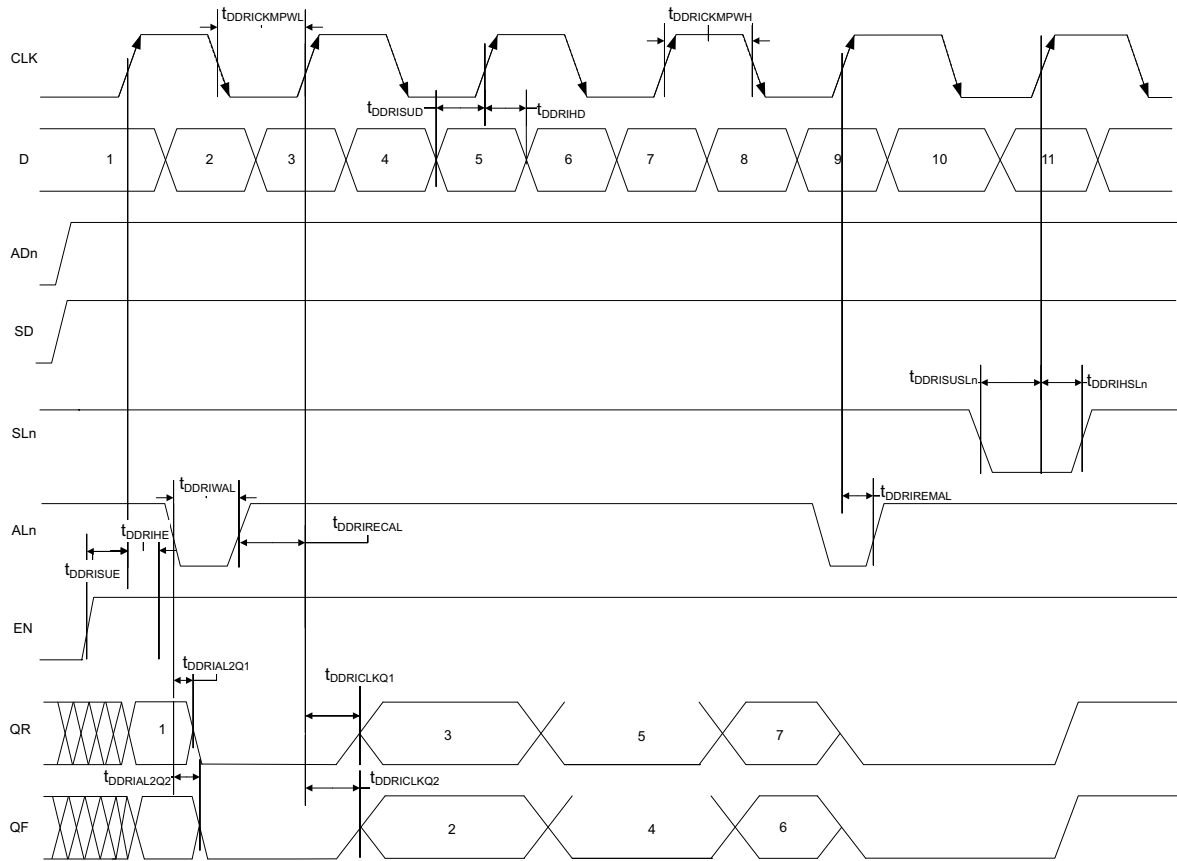 tDDRICKMPWL
tDDRICKMPWH
CLK
tDDRISUD
tDDRIHD
D
1
2
3
4
5
6
7
8
9
10
11
ADn
SD
tDDRISUSLn
tDDRIHSLn
SLn
tDDRIWAL
tDDRIREMAL
ALn
tDDRIHE
tDDRIRECAL
tDDRISUE
EN
tDDRIAL2Q1
tDDRICLKQ1
QR
1
3
5
7
tDDRIAL2Q2
tDDRICLKQ2
QF
2
4
6